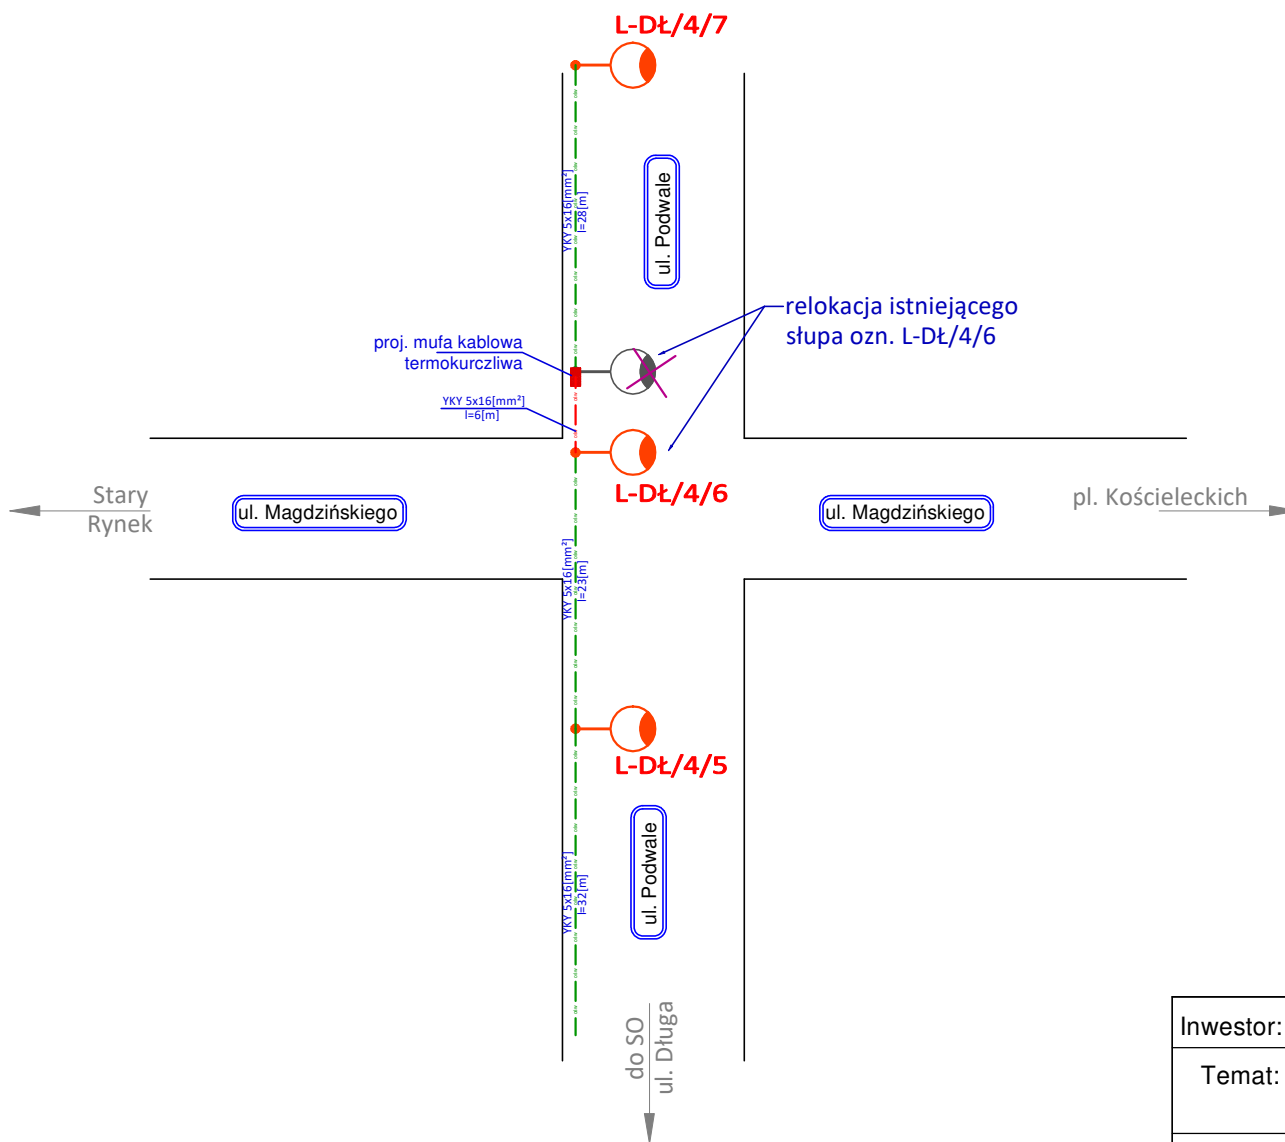 L-DŁ/4/7
YKY 5x16[mm²]
l=28[m]
ul. Podwale
relokacja istniejącego
słupa ozn. L-DŁ/4/6
proj. mufa kablowa
termokurczliwa
YKY 5x16[mm²]
l=6[m]
L-DŁ/4/6
Stary
Rynek
ul. Magdzińskiego
ul. Magdzińskiego
pl. Kościeleckich
YKY 5x16[mm²]
l=23[m]
L-DŁ/4/5
YKY 5x16[mm²]
l=32[m]
ul. Podwale
do SO
ul. Długa
Inwestor:
Temat: